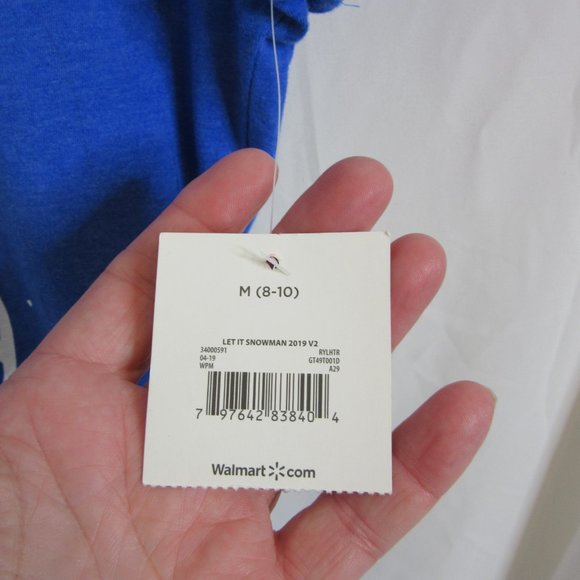 M (8-10)
LET IT SNOWMAN 2019 V2
34000591 RYLHTR
04-19 GT49T001D
WPM A29
7 97642 83840 4
Walmart com